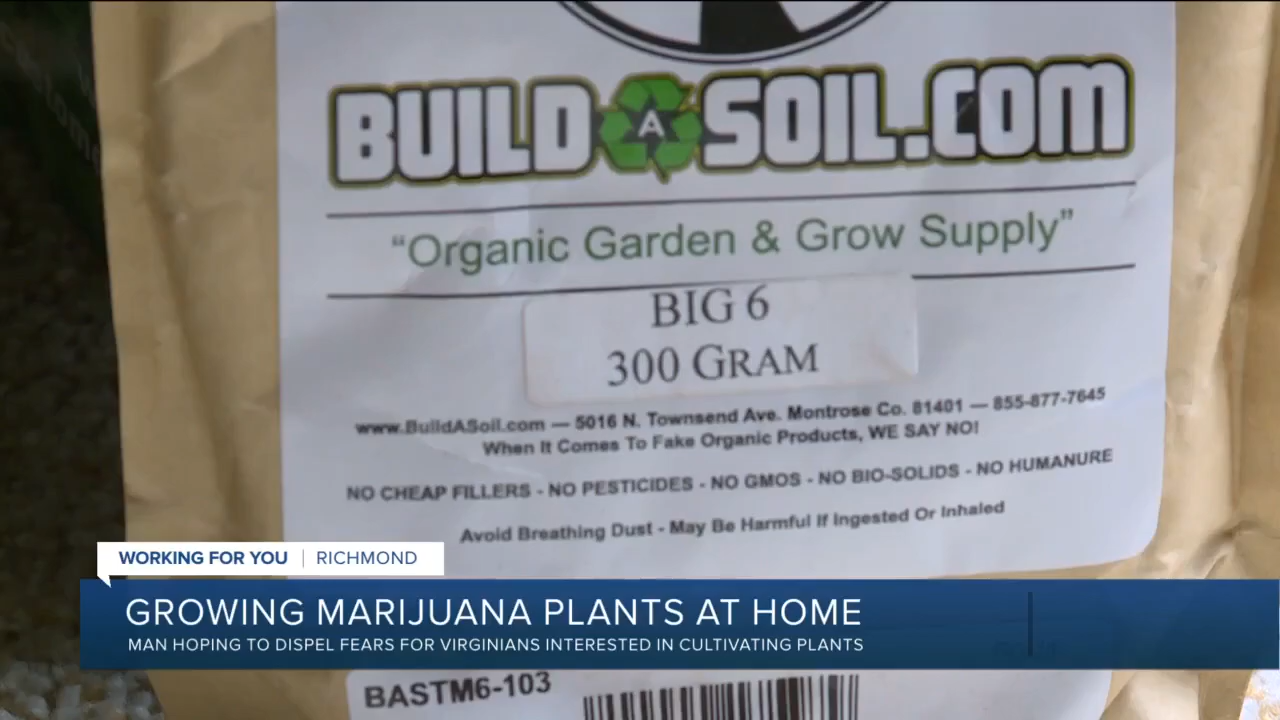 BUILD A SOIL.COM
"Organic Garden & Grow Supply"
BIG 6
300 GRAM
www.BuildASoil.com — 5016 N. Townsend Ave. Montrose Co. 81401 — 855-877-7645
When It Comes To Fake Organic Products, WE SAY NO!
NO CHEAP FILLERS - NO PESTICIDES - NO GMOS - NO BIO-SOLIDS - NO HUMANURE
Avoid Breathing Dust - May Be Harmful If Ingested Or Inhaled
WORKING FOR YOU | RICHMOND
GROWING MARIJUANA PLANTS AT HOME
MAN HOPING TO DISPEL FEARS FOR VIRGINIANS INTERESTED IN CULTIVATING PLANTS
BASTM6-103